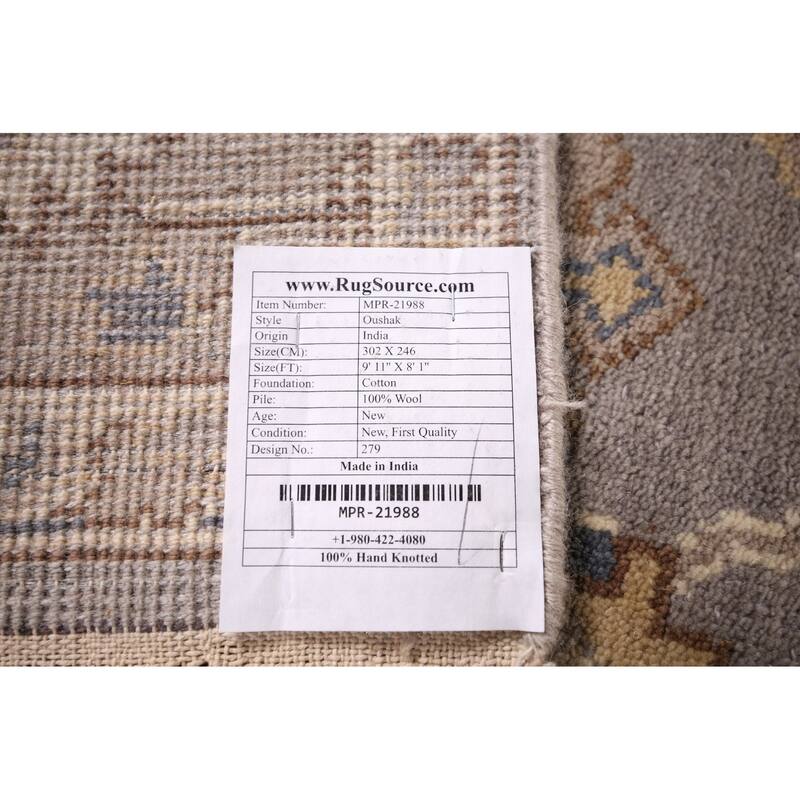 www.RugSource.com
Item Number: MPR-21988
Style Oushak
Origin India
Size(CM): 302 X 246
Size(FT): 9' 11" X 8' 1"
Foundation: Cotton
Pile: 100% Wool
Age: New
Condition: New, First Quality
Design No.: 279
Made in India
MPR-21988
+1-980-422-4080
100% Hand Knotted